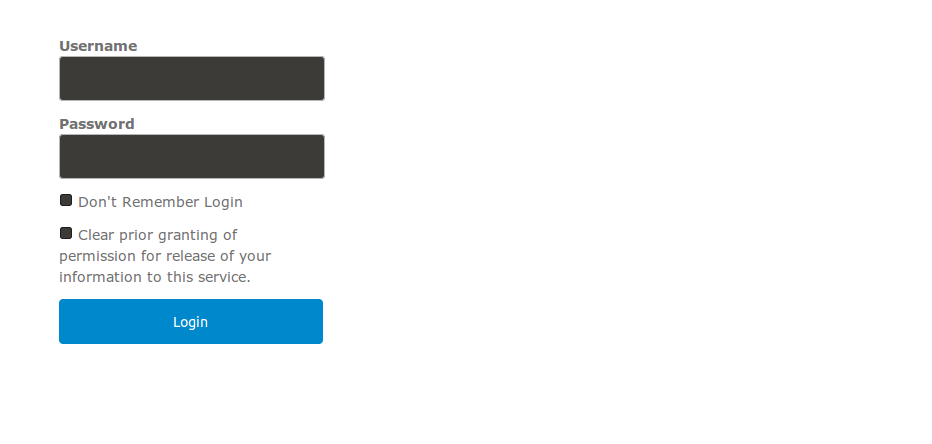 Username
Password
Don't Remember Login
Clear prior granting of
permission for release of your
information to this service.
Login